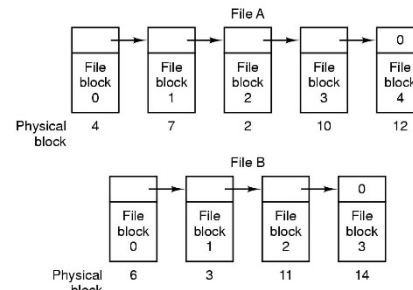 File A
0
File block 0
File block 1
File block 2
File block 3
File block 4
Physical block
4
7
2
10
12
File B
0
File block 0
File block 1
File block 2
File block 3
Physical block
6
3
11
14